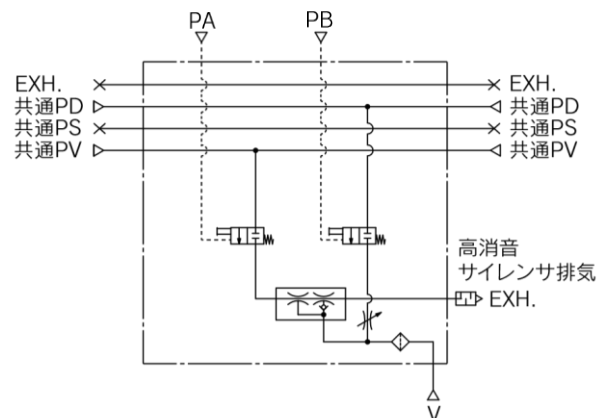 PA PB
EXH. EXH.
共通PD 共通PD
共通PS 共通PS
共通PV 共通PV
高消音
サイレンサ排気
EXH.
V